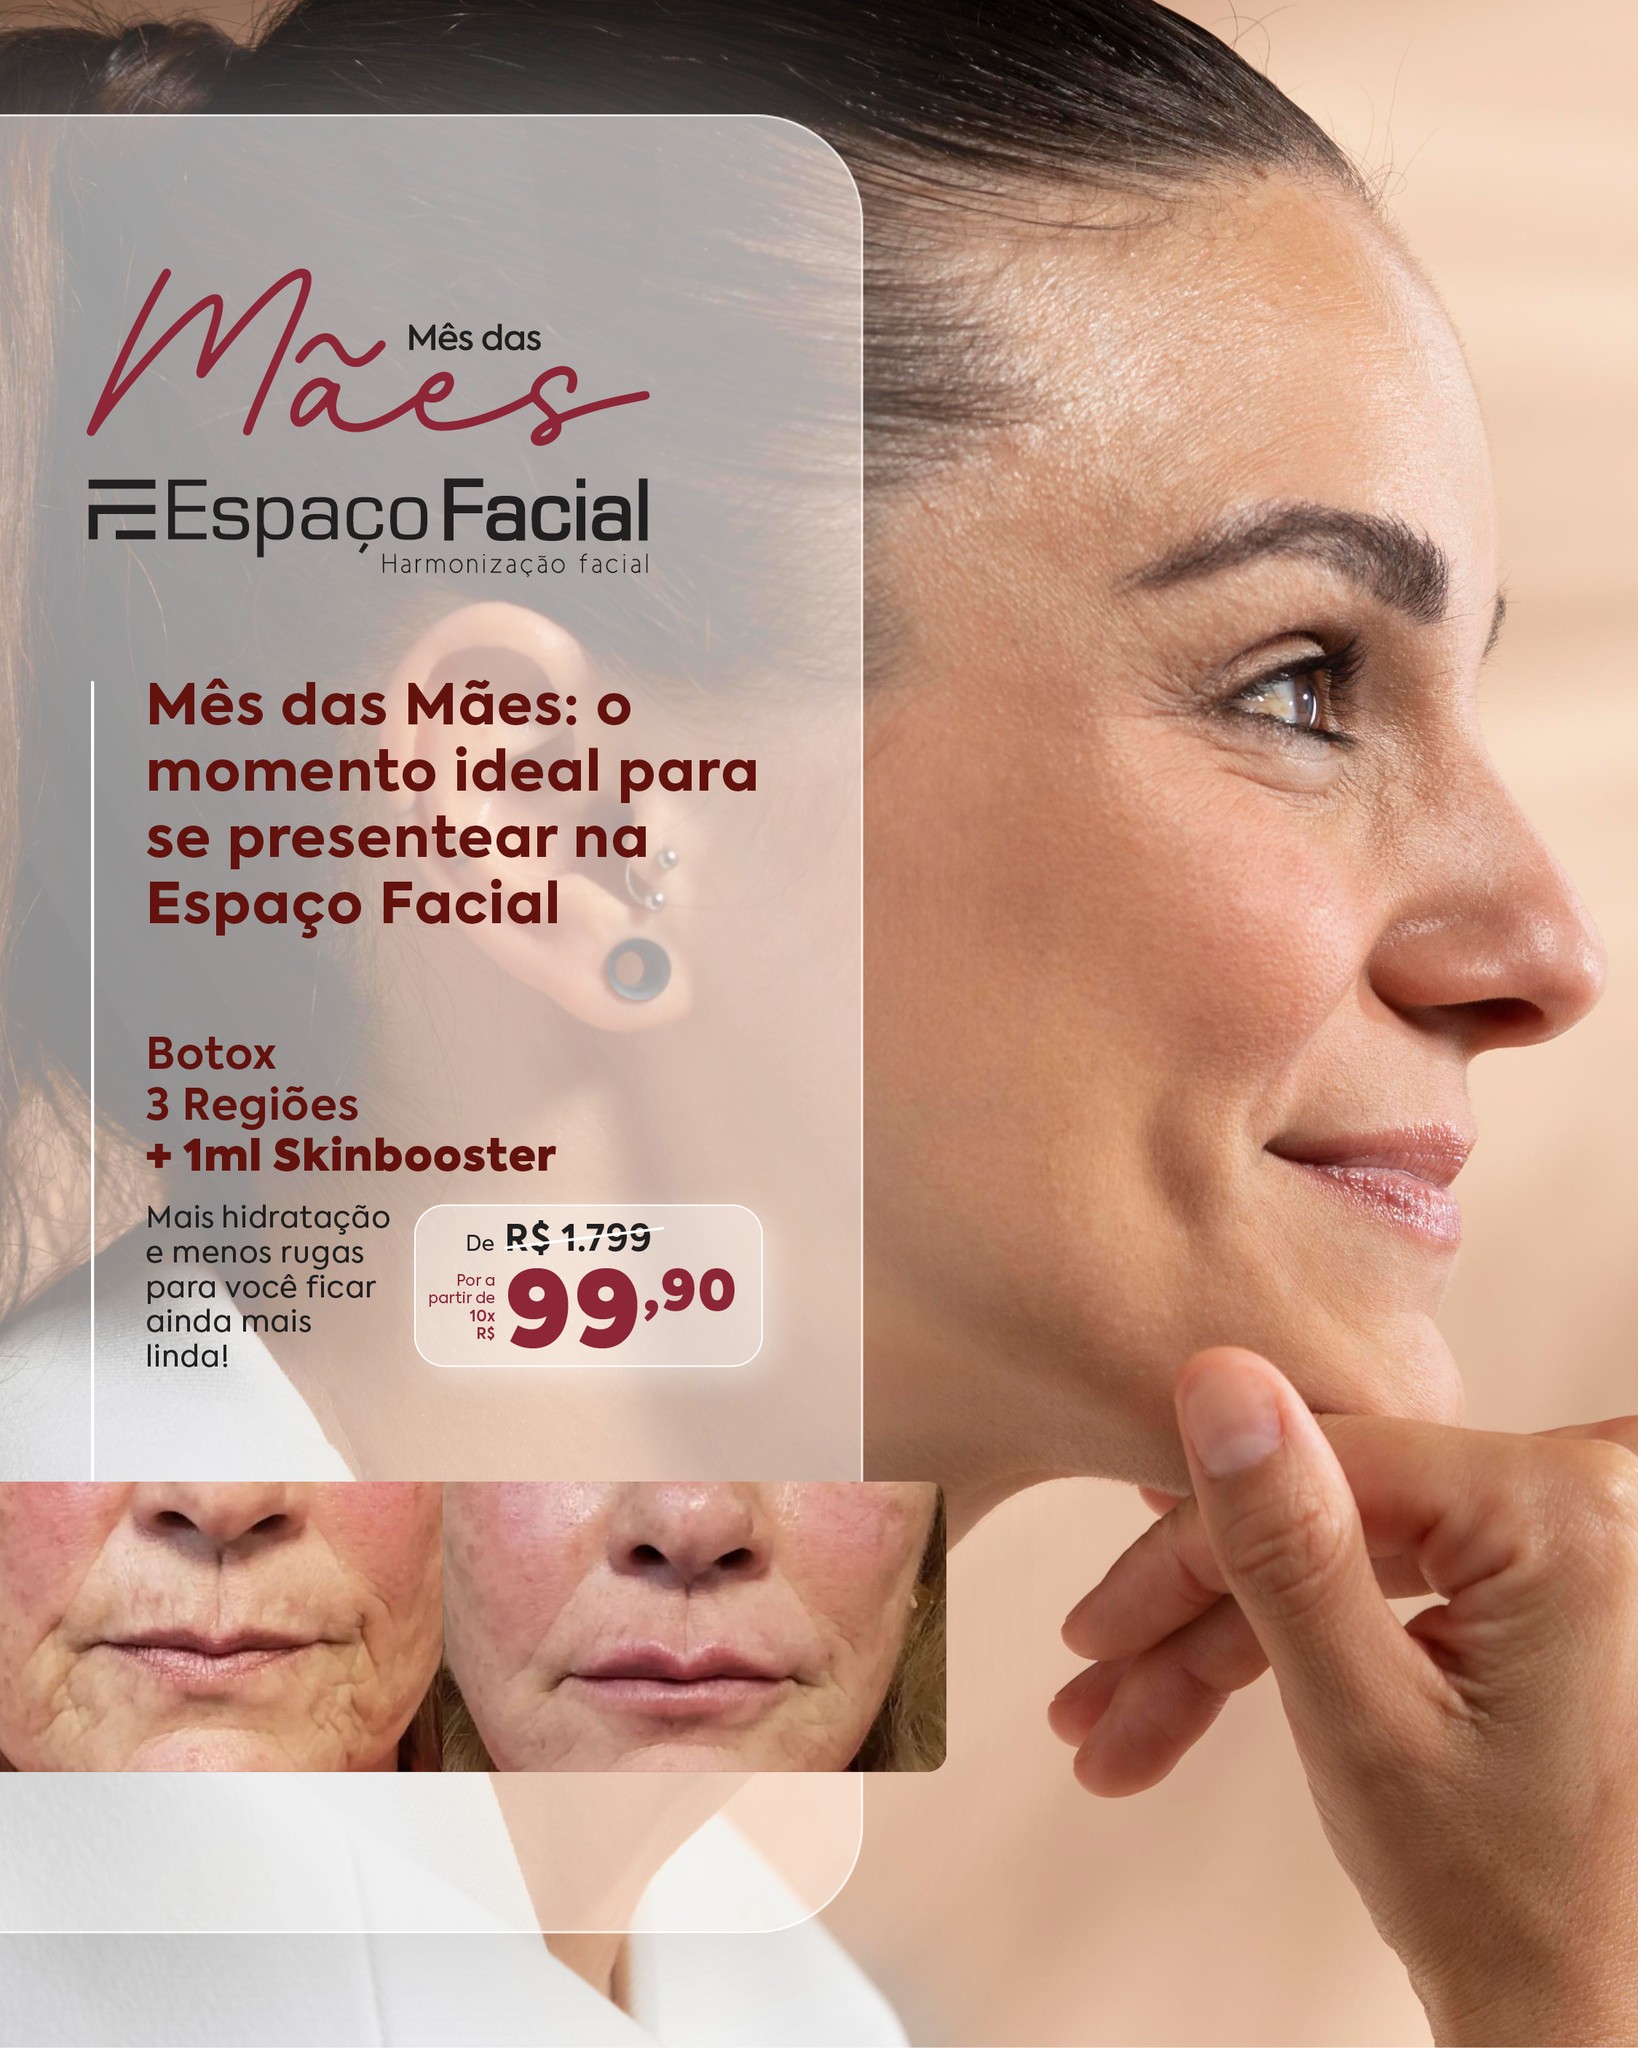 Mês das
Mães
Espaço Facial
Harmonização facial
Mês das Mães: o
momento ideal para
se presentear na
Espaço Facial
Botox
3 Regiões
+ 1ml Skinbooster
Mais hidratação
e menos rugas
para você ficar
ainda mais
linda!
De R$ 1.799
Por a
partir de
10x
R$
99,90